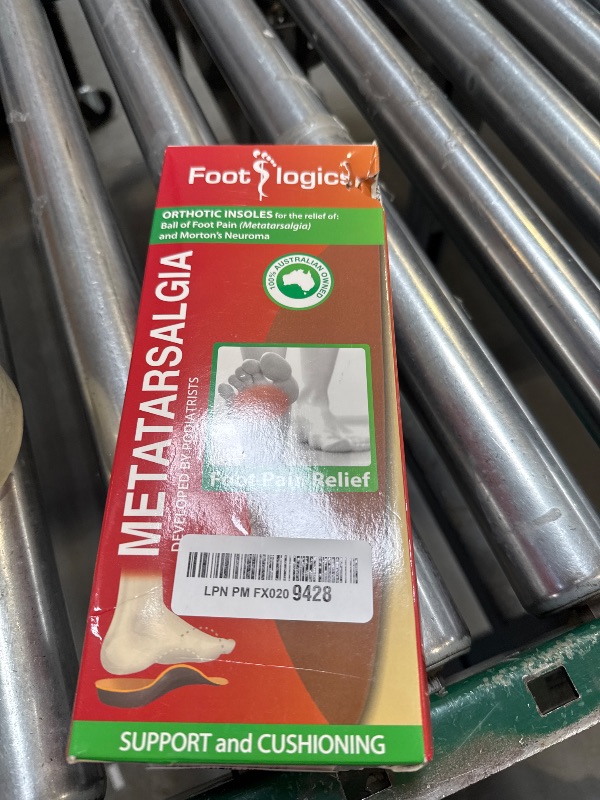 Footlogics
ORTHOTIC INSOLES for the relief of:
Ball of Foot Pain (Metatarsalgia)
and Morton's Neuroma
100% AUSTRALIAN OWNED
METATARSALGIA
DEVELOPED BY PODIATRISTS
Foot Pain Relief
LPN PM FX020 9428
SUPPORT and CUSHIONING